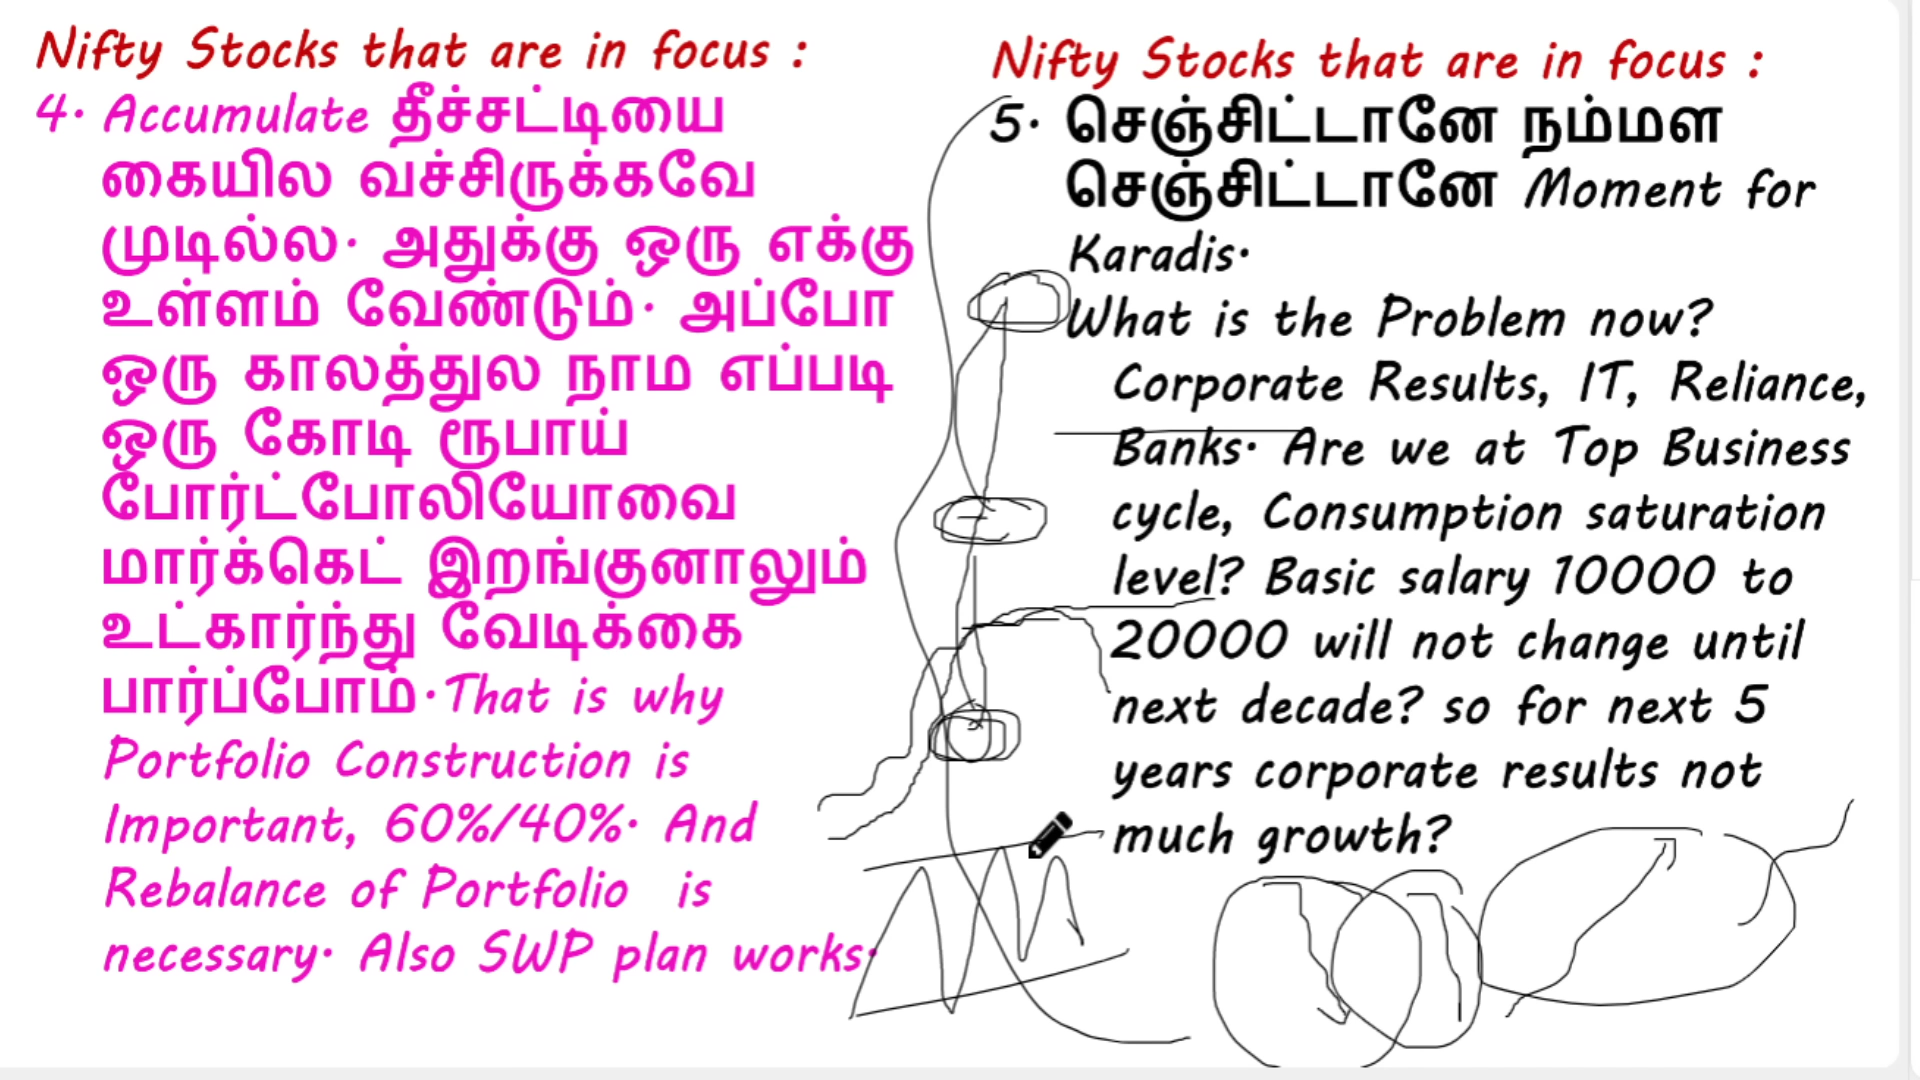 Nifty Stocks that are in focus :
4. Accumulate தீச்சட்டியை
கையில வச்சிருக்கவே
முடில்ல. அதுக்கு ஒரு எக்கு
உள்ளம் வேண்டும். அப்போ
ஒரு காலத்துல நாம எப்படி
ஒரு கோடி ரூபாய்
போர்ட்போலியோவை
மார்க்கெட் இறங்குனாலும்
உட்கார்ந்து வேடிக்கை
பார்ப்போம்.That is why
Portfolio Construction is
Important, 60%/40%. And
Rebalance of Portfolio is
necessary. Also SWP plan works.
Nifty Stocks that are in focus :
5. செஞ்சிட்டானே நம்மள
செஞ்சிட்டானே Moment for
Karadis.
What is the Problem now?
Corporate Results, IT, Reliance,
Banks. Are we at Top Business
cycle, Consumption saturation
level? Basic salary 10000 to
20000 will not change until
next decade? so for next 5
years corporate results not
much growth?